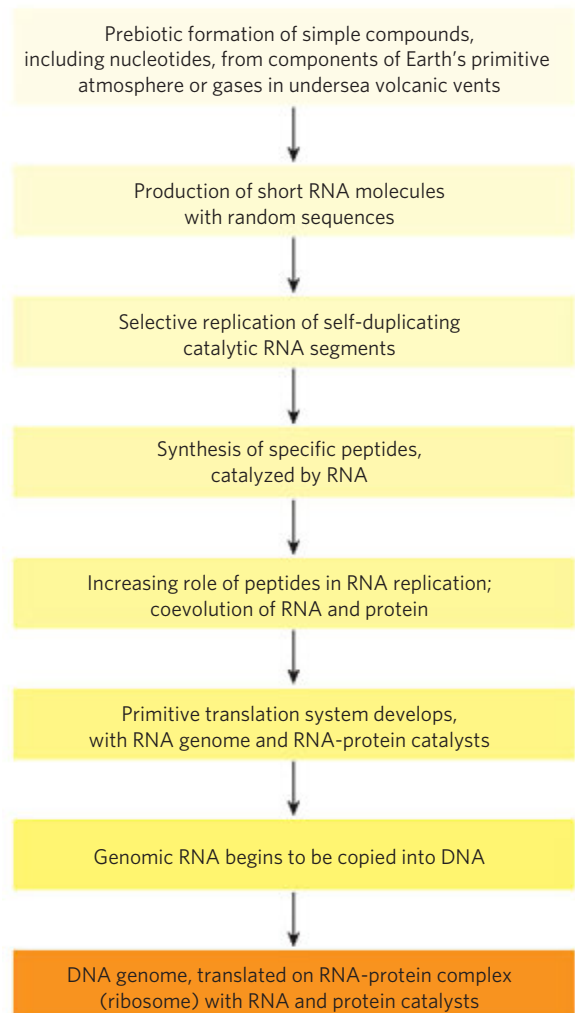 Prebiotic formation of simple compounds,
including nucleotides, from components of Earth’s primitive
atmosphere or gases in undersea volcanic vents
Production of short RNA molecules
with random sequences
Selective replication of self-duplicating
catalytic RNA segments
Synthesis of specific peptides,
catalyzed by RNA
Increasing role of peptides in RNA replication;
coevolution of RNA and protein
Primitive translation system develops,
with RNA genome and RNA-protein catalysts
Genomic RNA begins to be copied into DNA
DNA genome, translated on RNA-protein complex
(ribosome) with RNA and protein catalysts